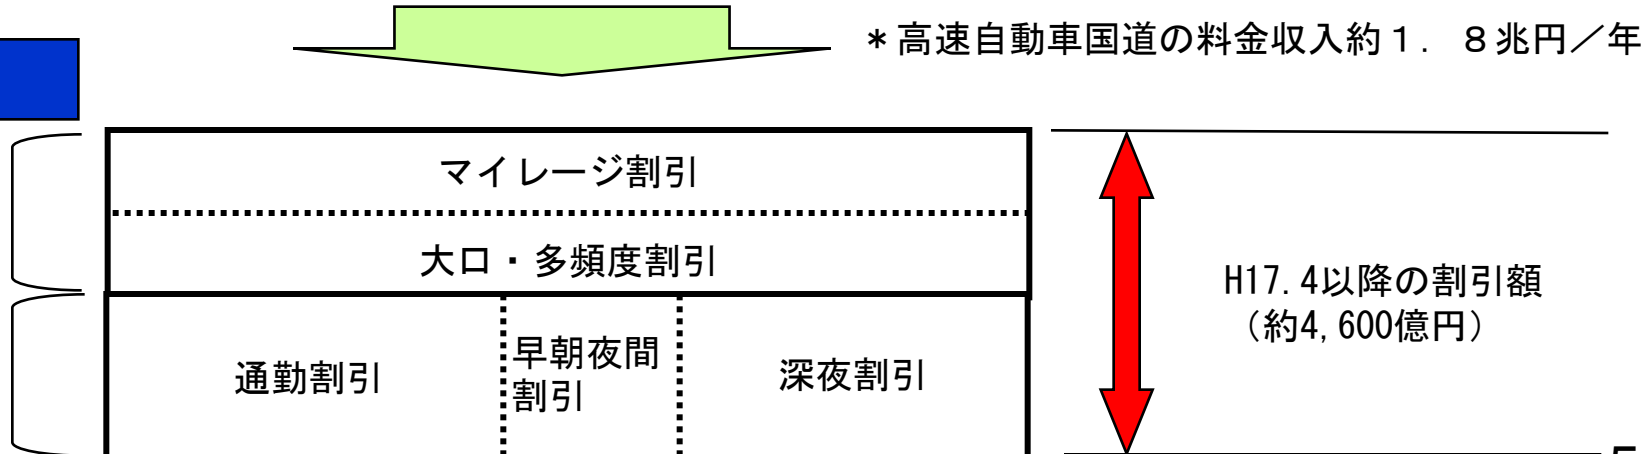 ＊高速自動車国道の料金収入約１．８兆円／年
マイレージ割引
大口・多頻度割引
H17.4以降の割引額
（約4,600億円）
通勤割引
早朝夜間
割引
深夜割引